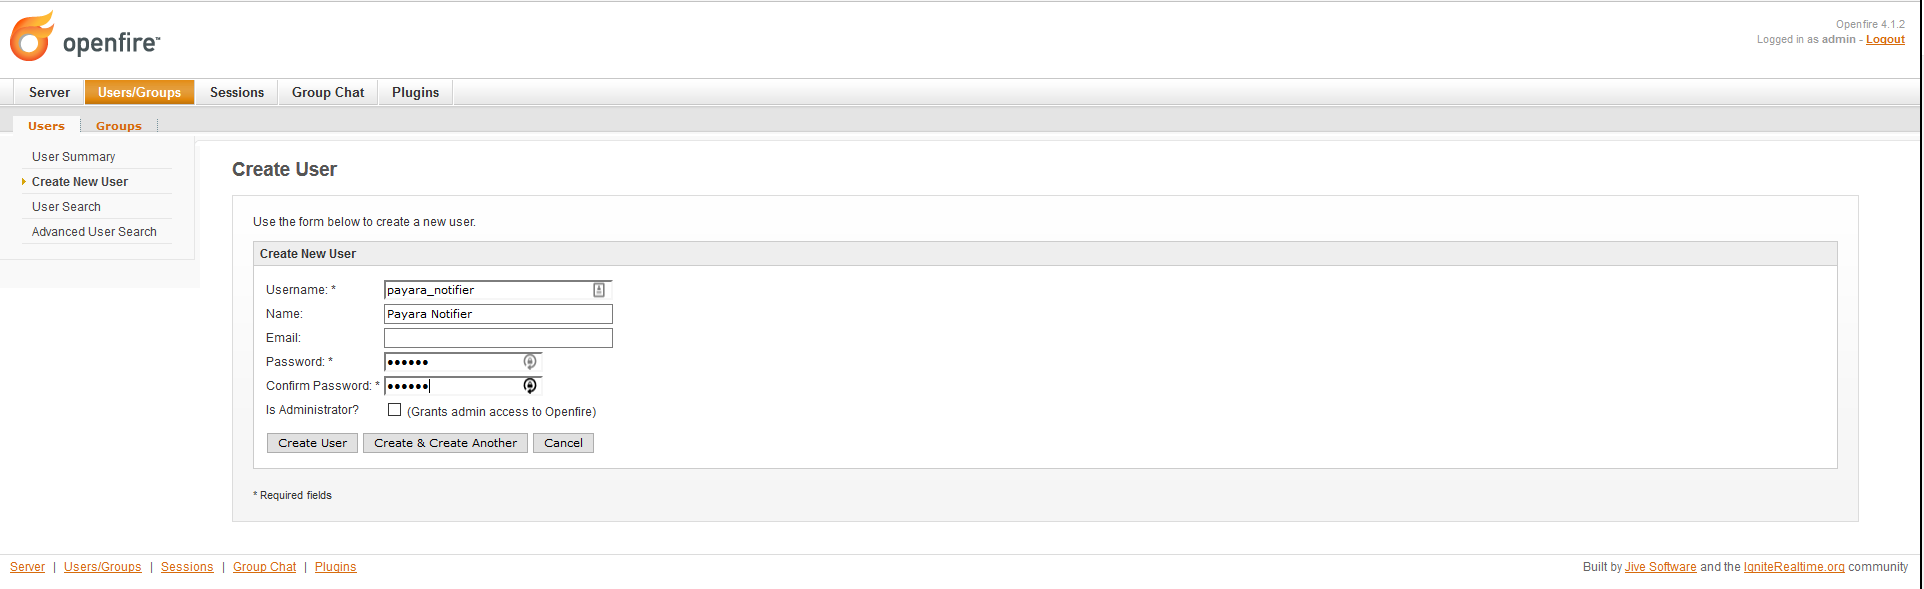 openfire™
Openfire 4.1.2
Logged in as admin - Logout
Server Users/Groups Sessions Group Chat Plugins
Users Groups
User Summary
Create New User
User Search
Advanced User Search
Create User
Use the form below to create a new user.
Create New User
Username: * payara_notifier
Name: Payara Notifier
Email:
Password: * ••••••
Confirm Password: * ••••••
Is Administrator? (Grants admin access to Openfire)
Create User Create & Create Another Cancel
* Required fields
Server | Users/Groups | Sessions | Group Chat | Plugins
Built by Jive Software and the IgniteRealtime.org community